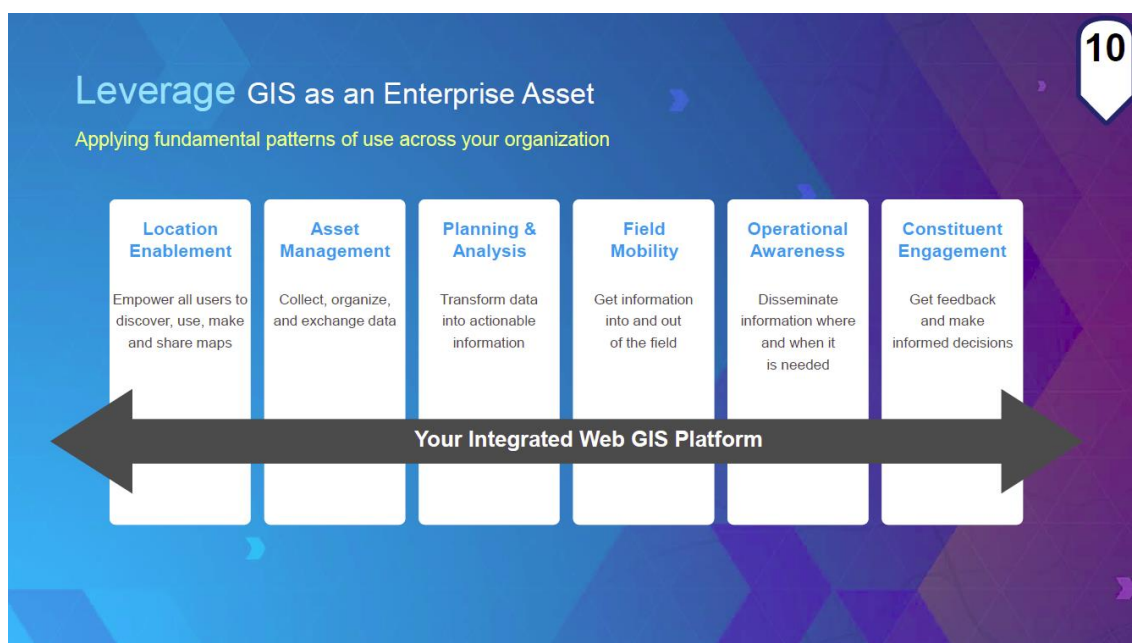 10
Leverage GIS as an Enterprise Asset
Applying fundamental patterns of use across your organization
Location
Enablement
Empower all users to
discover, use, make
and share maps
Asset
Management
Collect, organize,
and exchange data
Planning &
Analysis
Transform data
into actionable
information
Field
Mobility
Get information
into and out
of the field
Operational
Awareness
Disseminate
information where
and when it
is needed
Constituent
Engagement
Get feedback
and make
informed decisions
Your Integrated Web GIS Platform